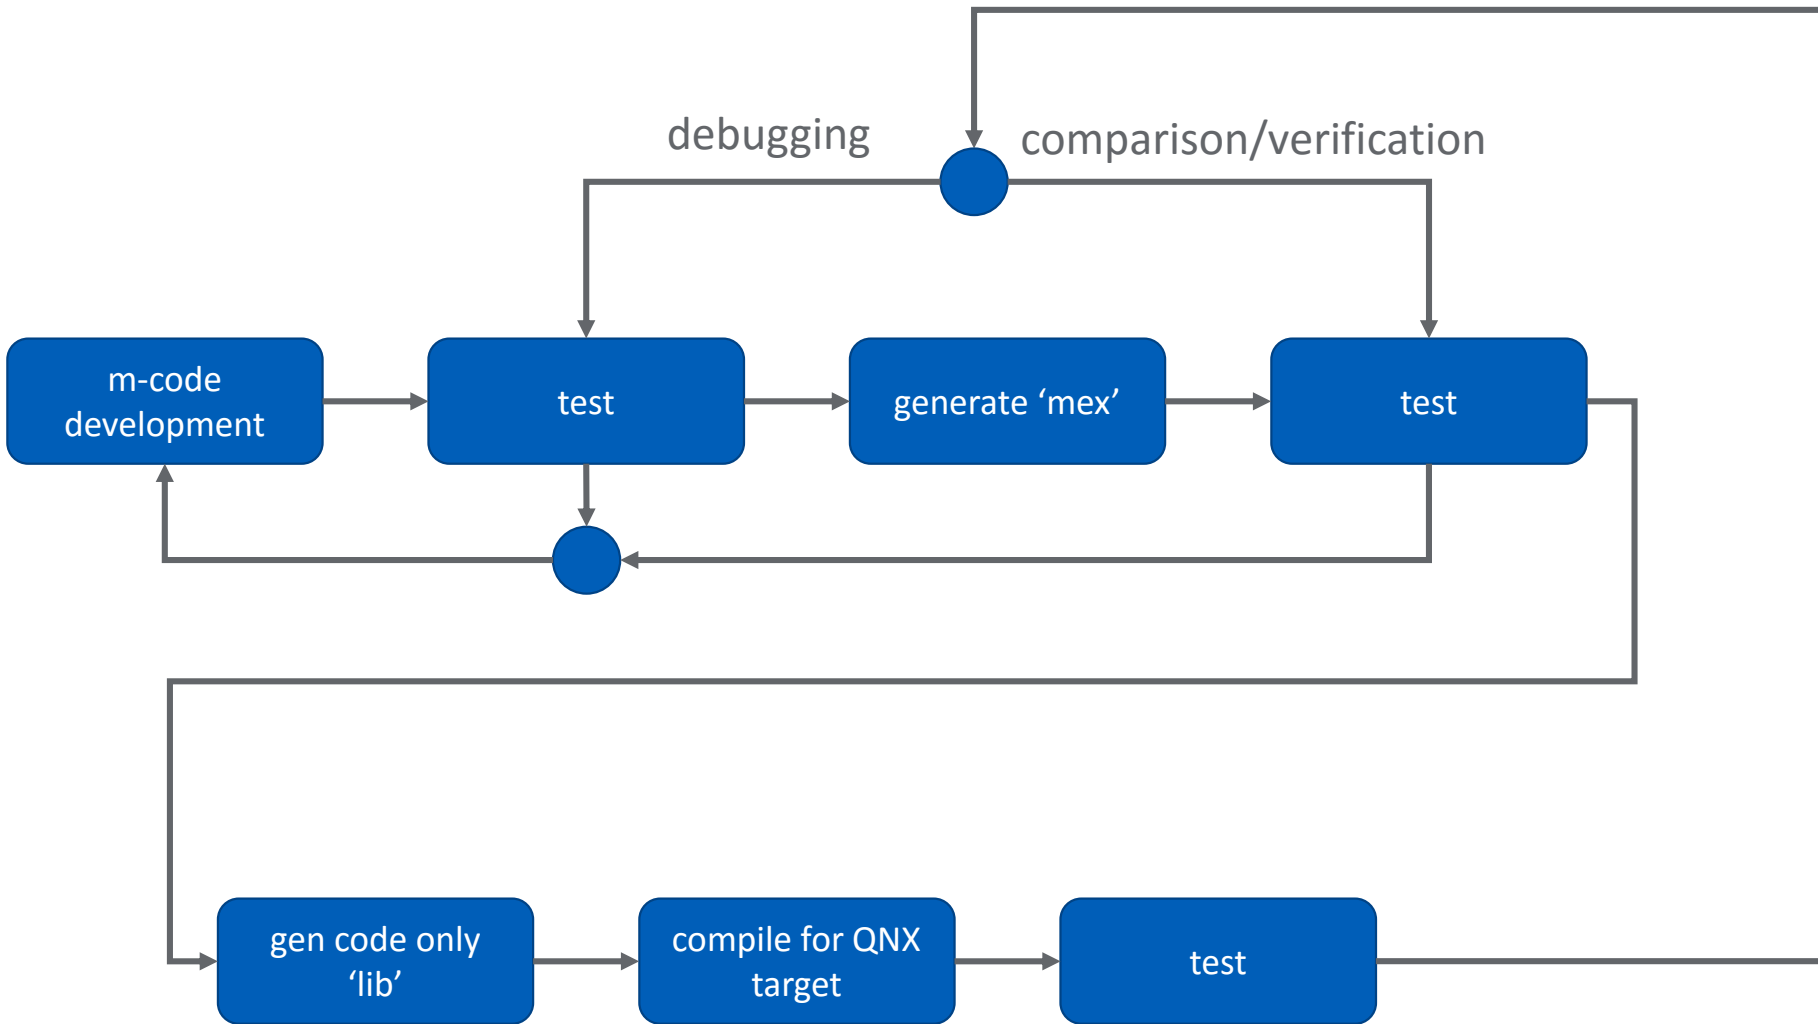 debugging
comparison/verification
m-code
development
test
generate ‘mex’
test
gen code only
‘lib’
compile for QNX
target
test